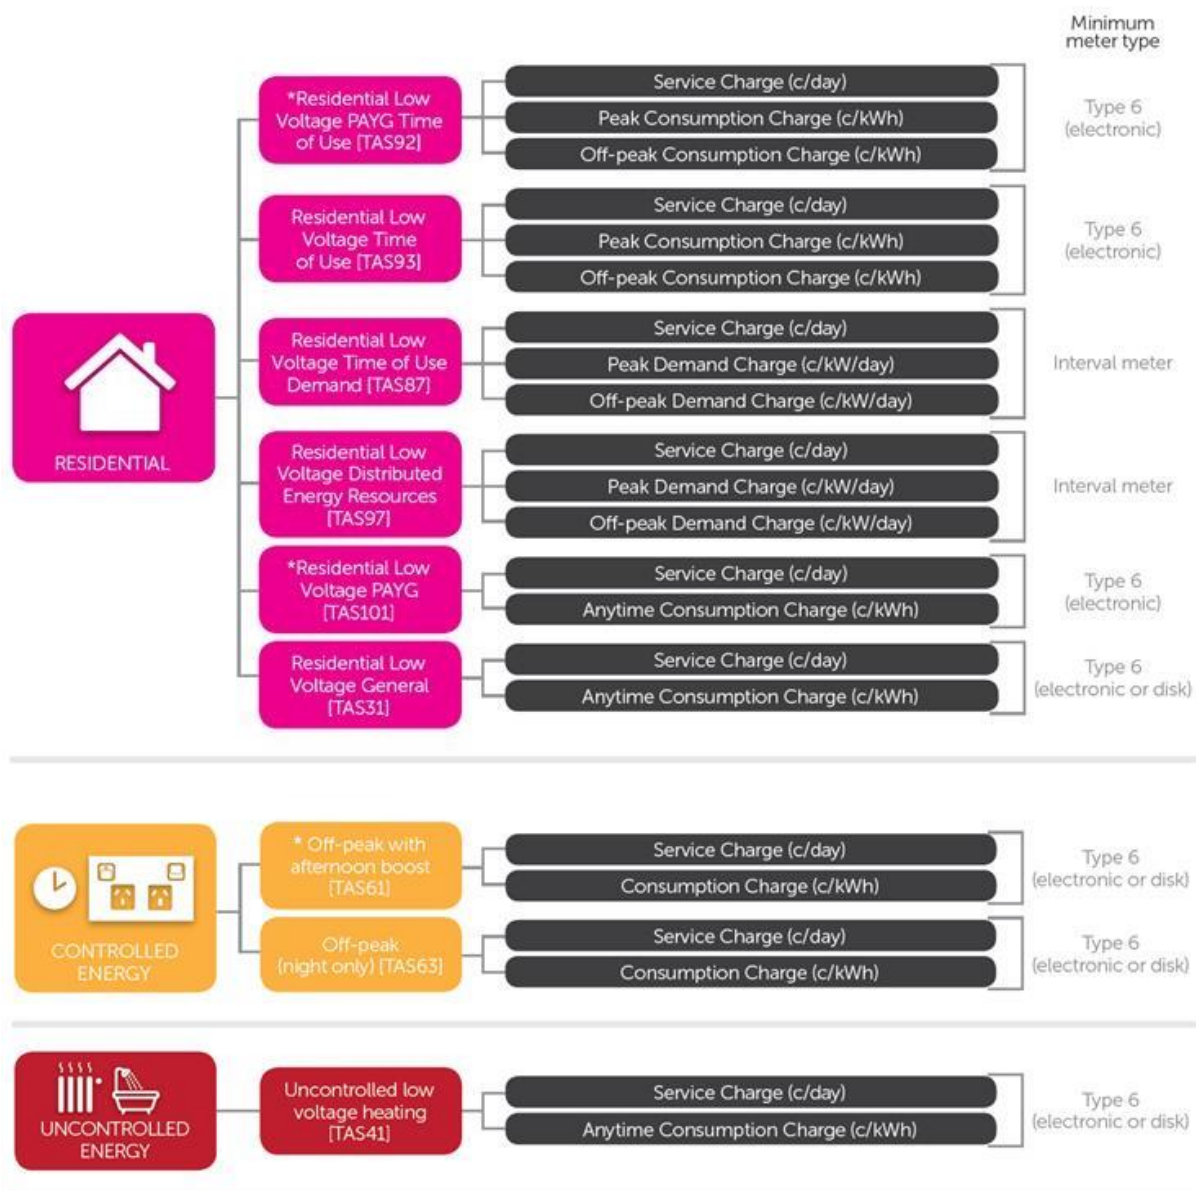 Minimum
meter type
RESIDENTIAL
*Residential Low
Voltage PAYG Time
of Use [TAS92]
Service Charge (c/day)
Peak Consumption Charge (c/kWh)
Off-peak Consumption Charge (c/kWh)
Type 6
(electronic)
Residential Low
Voltage Time
of Use [TAS93]
Service Charge (c/day)
Peak Consumption Charge (c/kWh)
Off-peak Consumption Charge (c/kWh)
Type 6
(electronic)
Residential Low
Voltage Time of Use
Demand [TAS87]
Service Charge (c/day)
Peak Demand Charge (c/kW/day)
Off-peak Demand Charge (c/kW/day)
Interval meter
Residential Low
Voltage Distributed
Energy Resources
[TAS97]
Service Charge (c/day)
Peak Demand Charge (c/kW/day)
Off-peak Demand Charge (c/kW/day)
Interval meter
*Residential Low
Voltage PAYG
[TAS101]
Service Charge (c/day)
Anytime Consumption Charge (c/kWh)
Type 6
(electronic)
Residential Low
Voltage General
[TAS31]
Service Charge (c/day)
Anytime Consumption Charge (c/kWh)
Type 6
(electronic or disk)
CONTROLLED
ENERGY
* Off-peak with
afternoon boost
[TAS61]
Service Charge (c/day)
Consumption Charge (c/kWh)
Type 6
(electronic or disk)
Off-peak
(night only) [TAS63]
Service Charge (c/day)
Consumption Charge (c/kWh)
Type 6
(electronic or disk)
UNCONTROLLED
ENERGY
Uncontrolled low
voltage heating
[TAS41]
Service Charge (c/day)
Anytime Consumption Charge (c/kWh)
Type 6
(electronic or disk)